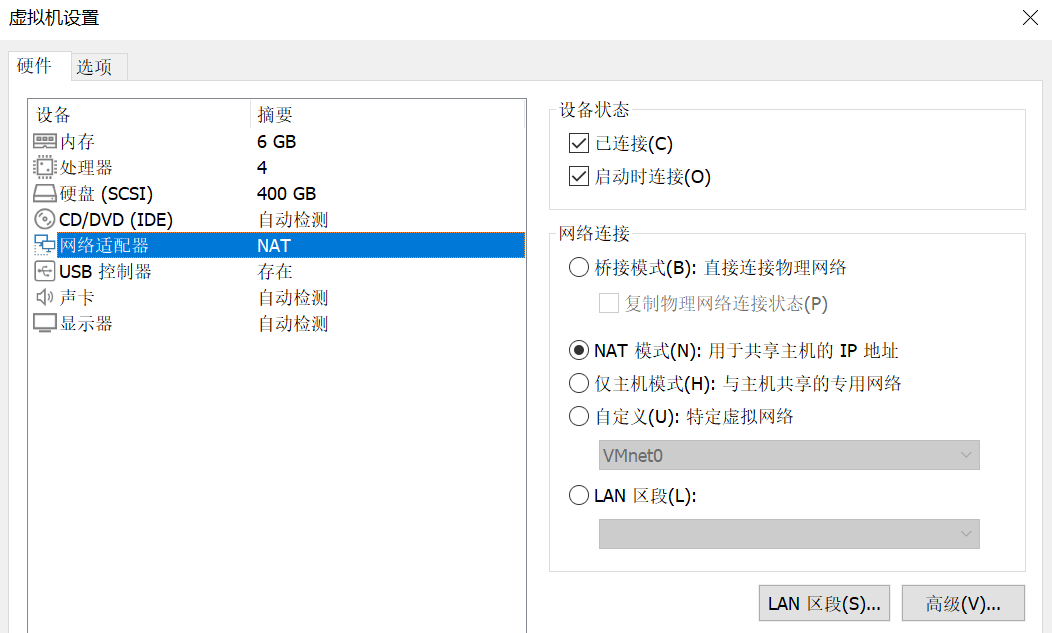 虚拟机设置
硬件 选项
设备 摘要
内存 6 GB
处理器 4
硬盘 (SCSI) 400 GB
CD/DVD (IDE) 自动检测
网络适配器 NAT
USB 控制器 存在
声卡 自动检测
显示器 自动检测
设备状态
已连接(C)
启动时连接(O)
网络连接
桥接模式(B): 直接连接物理网络
复制物理网络连接状态(P)
NAT 模式(N): 用于共享主机的 IP 地址
仅主机模式(H): 与主机共享的专用网络
自定义(U): 特定虚拟网络
VMnet0
LAN 区段(L):
LAN 区段(S)... 高级(V)...